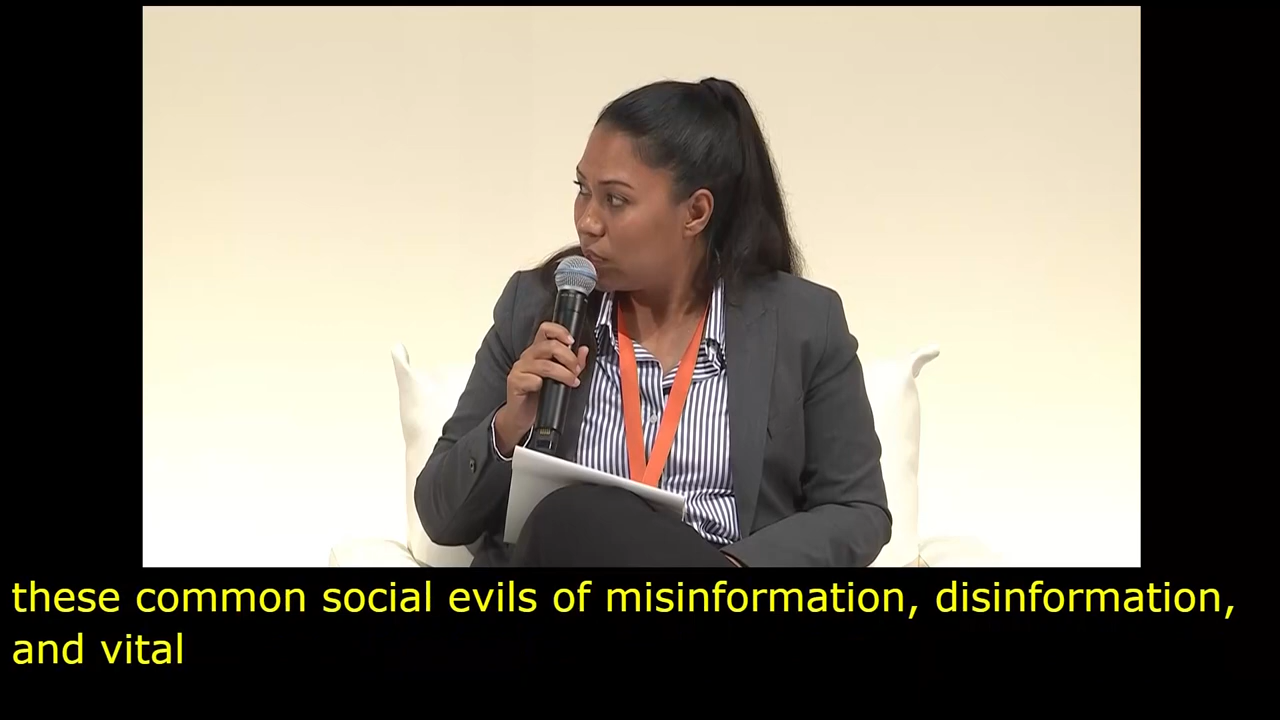 these common social evils of misinformation, disinformation,
and vital